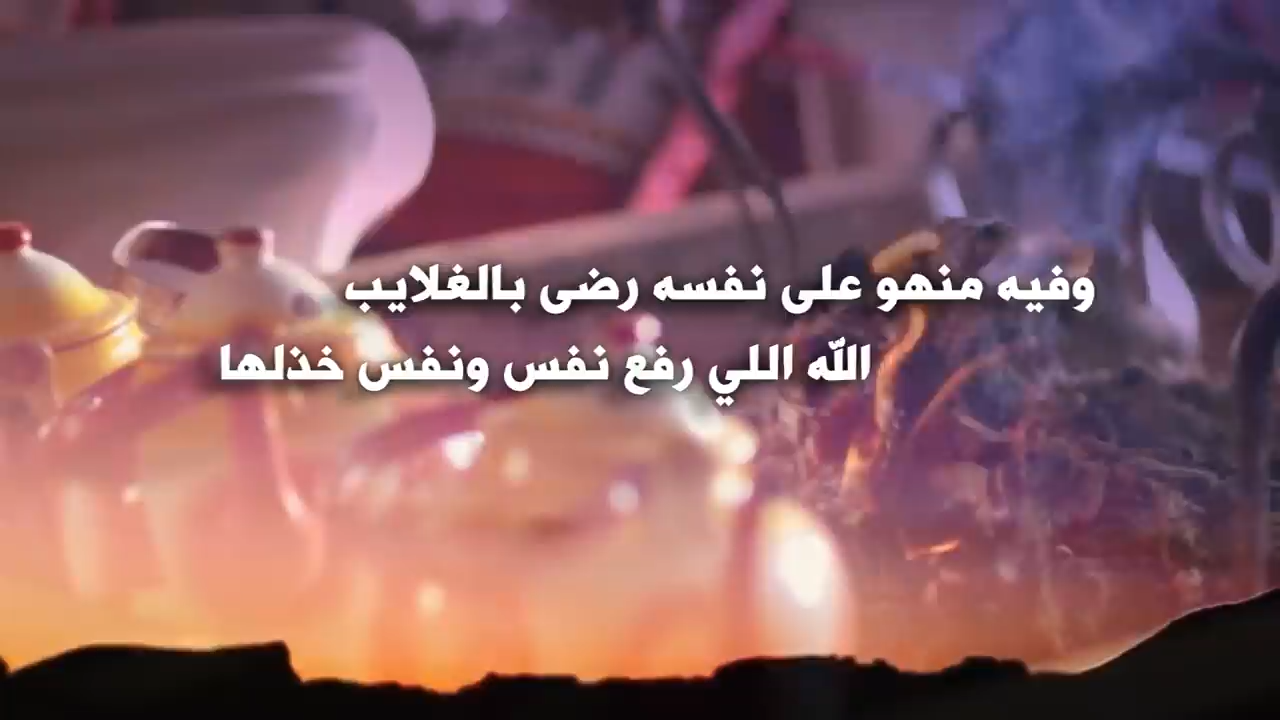 وفيه منهو على نفسه رضى بالغلايب
الله اللي رفع نفس ونفس خذلها